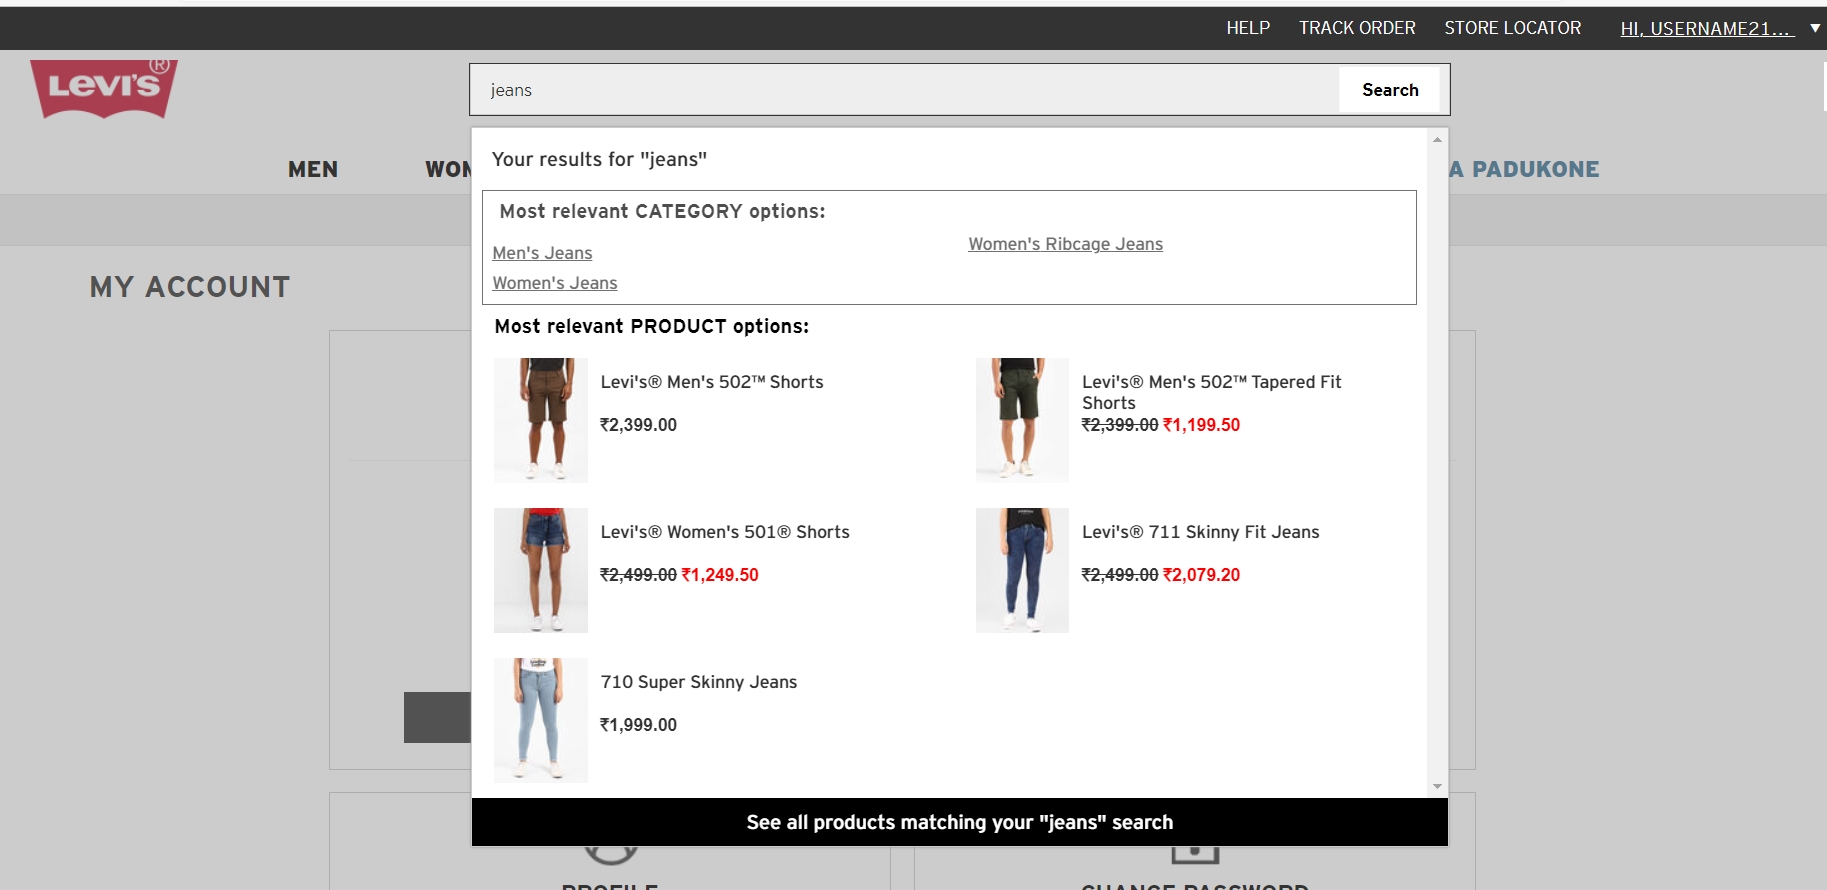 HELP TRACK ORDER STORE LOCATOR HI, USERNAME21... ▼
LEVI'S®
jeans Search
MEN WOM A PADUKONE
Your results for "jeans"
Most relevant CATEGORY options:
Men's Jeans
Women's Ribcage Jeans
Women's Jeans
MY ACCOUNT
Most relevant PRODUCT options:
Levi's® Men's 502™ Shorts
₹2,399.00
Levi's® Men's 502™ Tapered Fit
Shorts
₹2,399.00 ₹1,199.50
Levi's® Women's 501® Shorts
₹2,499.00 ₹1,249.50
Levi's® 711 Skinny Fit Jeans
₹2,499.00 ₹2,079.20
710 Super Skinny Jeans
₹1,999.00
See all products matching your "jeans" search
PROFILE CHANGE PASSWORD